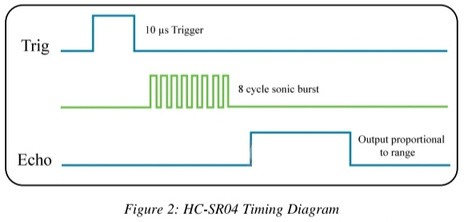 10 µs Trigger
Trig
8 cycle sonic burst
Output proportional
to range
Echo
Figure 2: HC-SR04 Timing Diagram